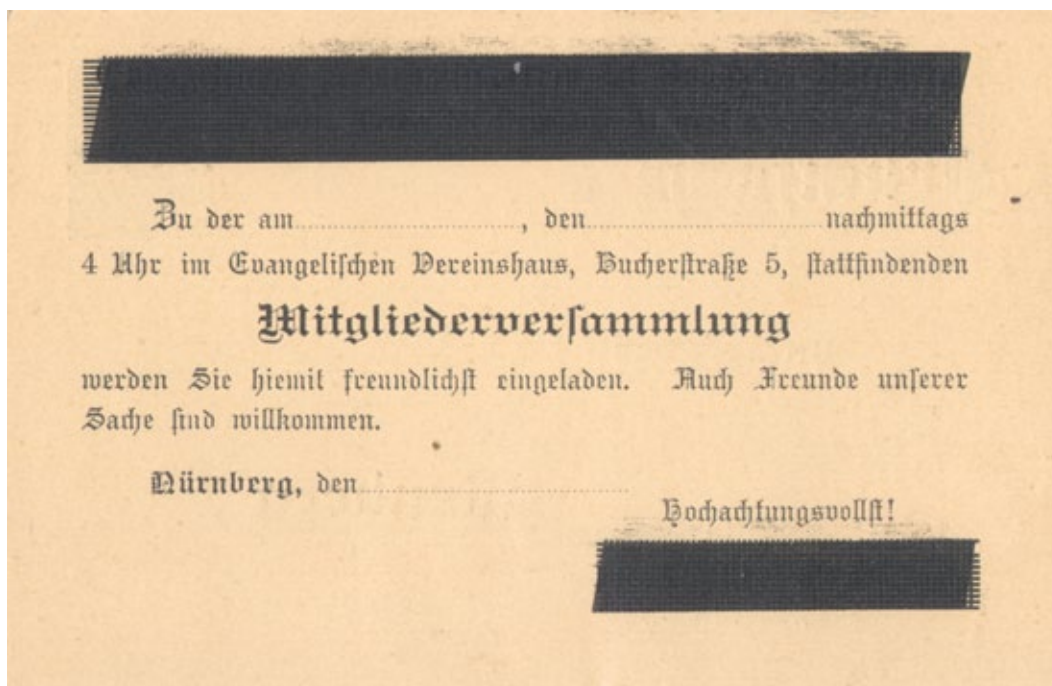 Zu der am ........................, den ........................ nachmittags
4 Uhr im Evangelischen Vereinshaus, Bucherstraße 5, stattfindenden
Mitgliederversammlung
werden Sie hiemit freundlichst eingeladen. Auch Freunde unserer
Sache sind willkommen.
Nürnberg, den ........................
Hochachtungsvollst!